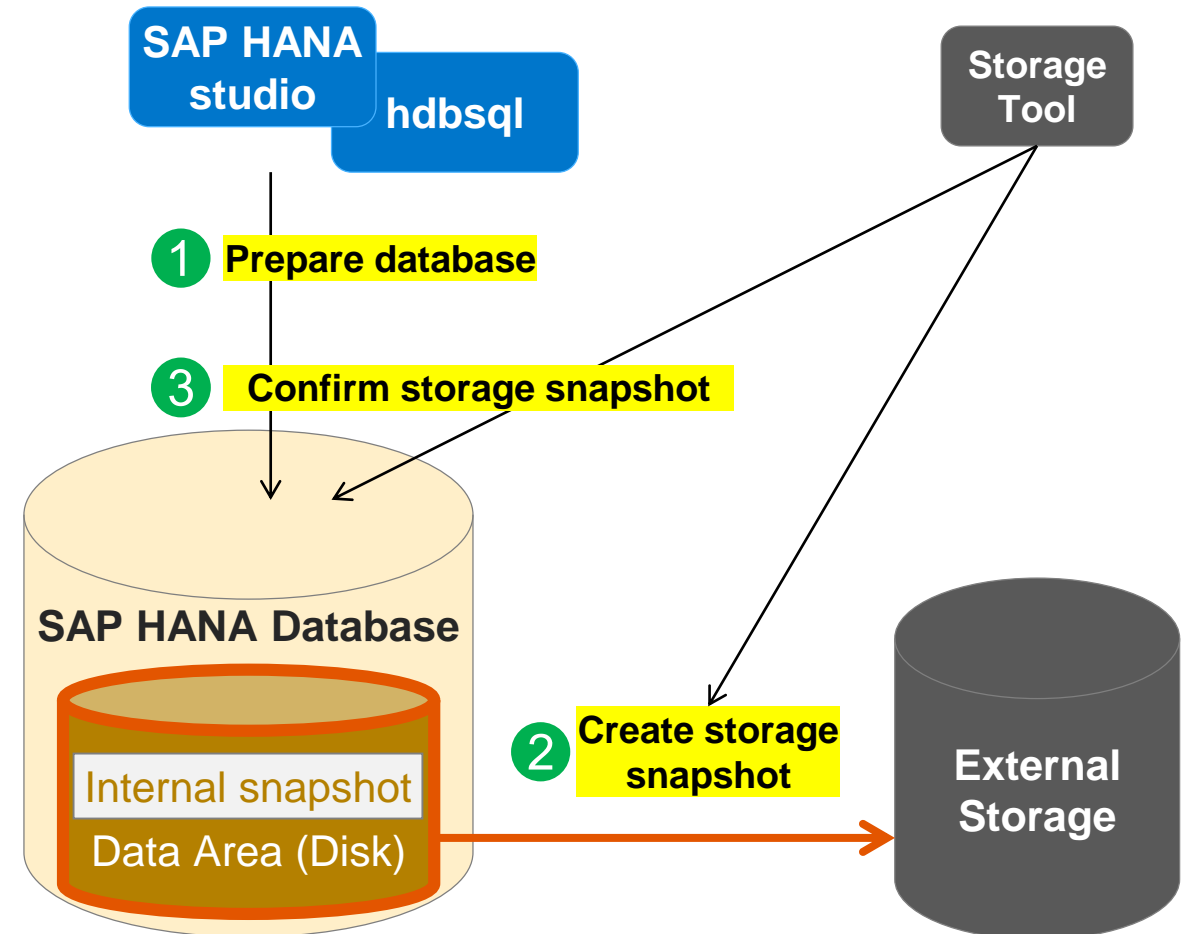 SAP HANA
studio
hdbsql
Storage
Tool
1 Prepare database
3 Confirm storage snapshot
SAP HANA Database
Internal snapshot
Data Area (Disk)
2 Create storage
snapshot
External
Storage